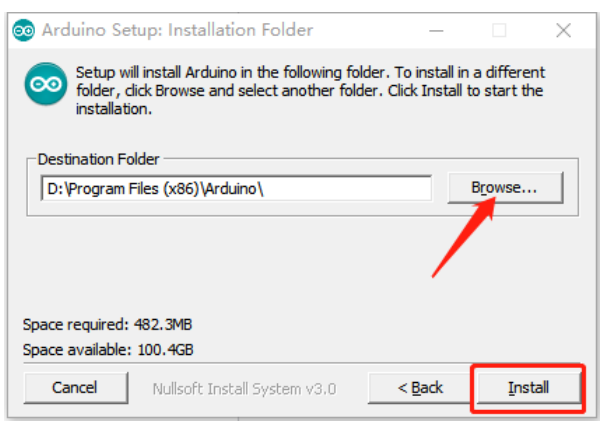 Arduino Setup: Installation Folder
Setup will install Arduino in the following folder. To install in a different
folder, click Browse and select another folder. Click Install to start the
installation.
Destination Folder
D:\Program Files (x86)\Arduino\
Browse...
Space required: 482.3MB
Space available: 100.4GB
Cancel
Nullsoft Install System v3.0
< Back
Install